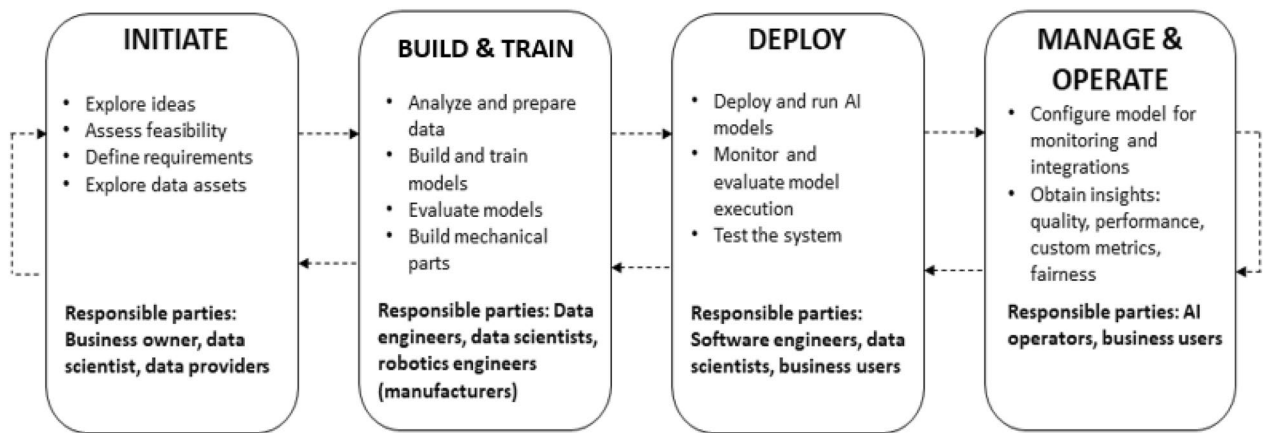 INITIATE
• Explore ideas
• Assess feasibility
• Define requirements
• Explore data assets
Responsible parties:
Business owner, data
scientist, data providers
BUILD & TRAIN
• Analyze and prepare
data
• Build and train
models
• Evaluate models
• Build mechanical
parts
Responsible parties: Data
engineers, data scientists,
robotics engineers
(manufacturers)
DEPLOY
• Deploy and run AI
models
• Monitor and
evaluate model
execution
• Test the system
Responsible parties:
Software engineers, data
scientists, business users
MANAGE &
OPERATE
• Configure model for
monitoring and
integrations
• Obtain insights:
quality, performance,
custom metrics,
fairness
Responsible parties: AI
operators, business users